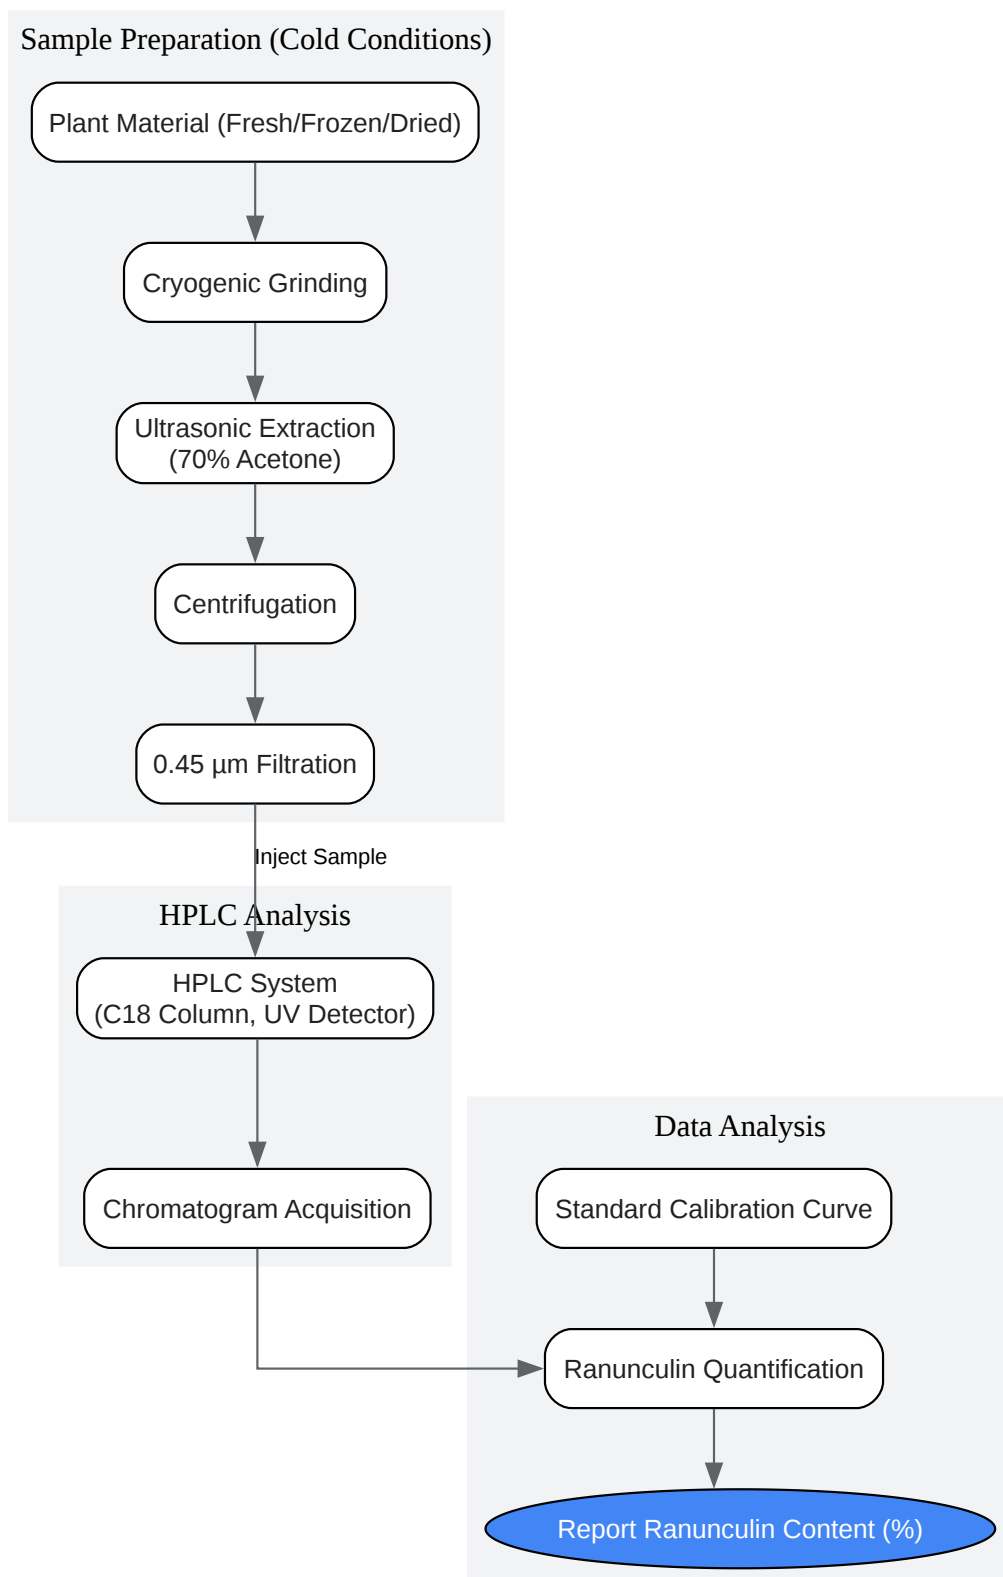 Sample Preparation (Cold Conditions)
Plant Material (Fresh/Frozen/Dried)
Cryogenic Grinding
Ultrasonic Extraction
(70% Acetone)
Centrifugation
0.45 µm Filtration
Inject Sample
HPLC Analysis
HPLC System
(C18 Column, UV Detector)
Chromatogram Acquisition
Data Analysis
Standard Calibration Curve
Ranunculin Quantification
Report Ranunculin Content (%)